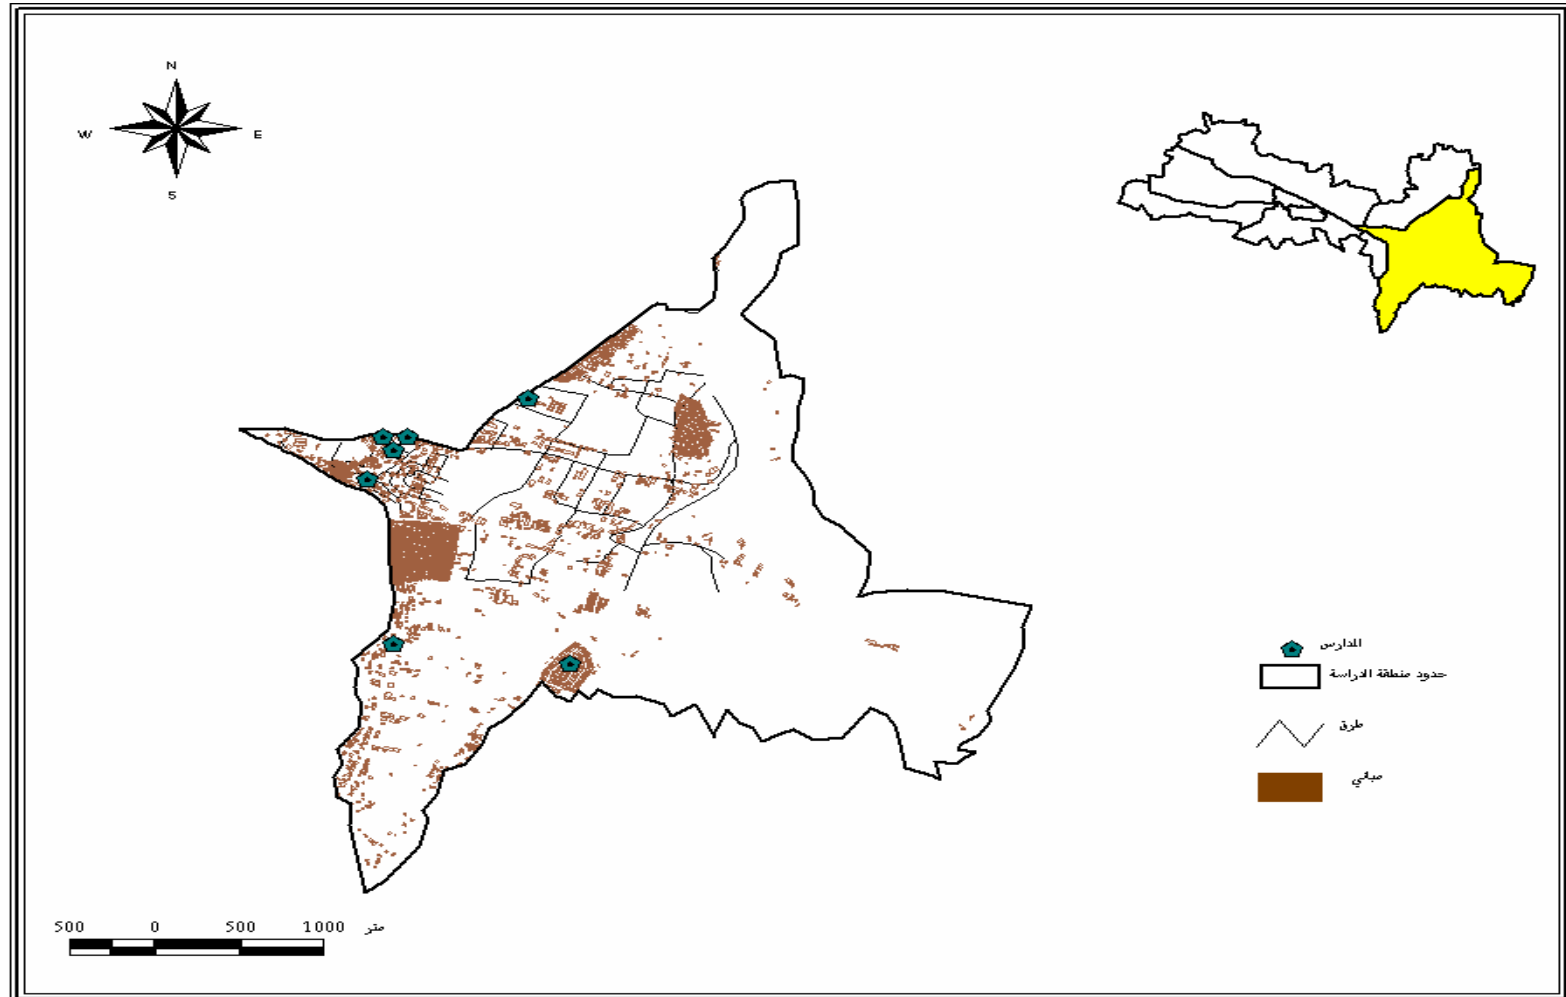 N
W E
S
المدارس
حدود منطقة الدراسة
طرق
مباني
500 0 500 1000 متر